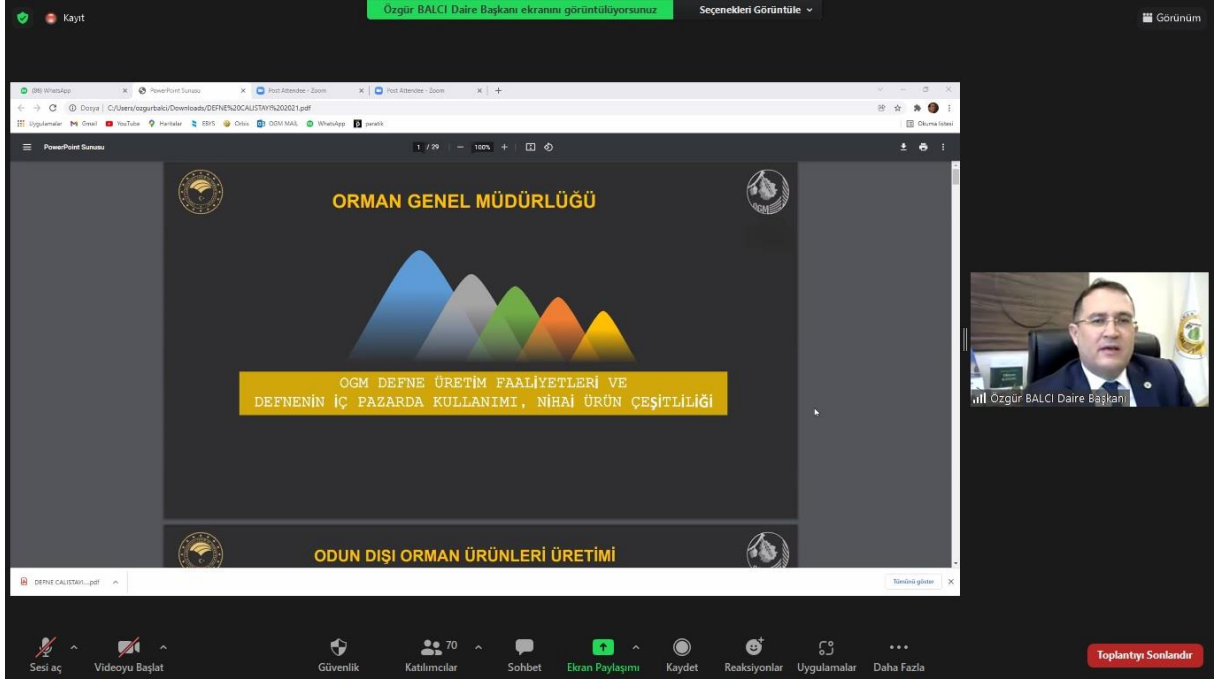 Kayıt
Özgür BALCI Daire Başkanı ekranını görüntülüyorsunuz
Seçenekleri Görüntüle
Görünüm
(86) WhatsApp
PowerPoint Sunusu
Post Attendee - Zoom
Post Attendee - Zoom
Dosya | C:/Users/ozgurbalci/Downloads/DEFNE%20CALISTAYI%202021.pdf
Uygulamalar
Gmail
YouTube
Haritalar
EBYS
Orbis
OGM MAIL
WhatsApp
paratik
Okuma listesi
PowerPoint Sunusu
1 / 29
100%
ORMAN GENEL MÜDÜRLÜĞÜ
OGM
OGM DEFNE ÜRETİM FAALİYETLERİ VE
DEFNENİN İÇ PAZARDA KULLANIMI, NİHAİ ÜRÜN ÇEŞİTLİLİĞİ
Özgür BALCI Daire Başkanı
ODUN DIŞI ORMAN ÜRÜNLERİ ÜRETİMİ
DEFNE CALISTAYI....pdf
Tümünü göster
Sesi aç
Videoyu Başlat
Güvenlik
70
Katılımcılar
Sohbet
Ekran Paylaşımı
Kaydet
Reaksiyonlar
Uygulamalar
Daha Fazla
Toplantıyı Sonlandır